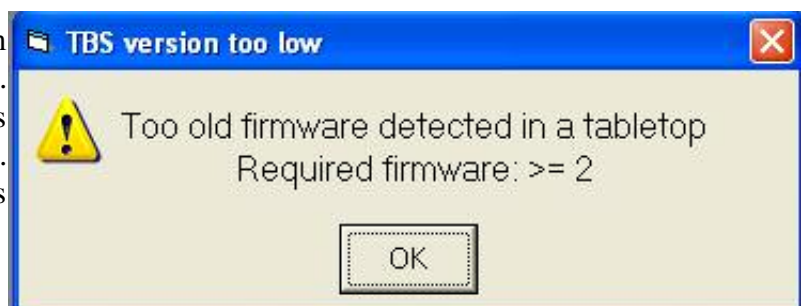 TBS version too low
Too old firmware detected in a tabletop
Required firmware: >= 2
OK